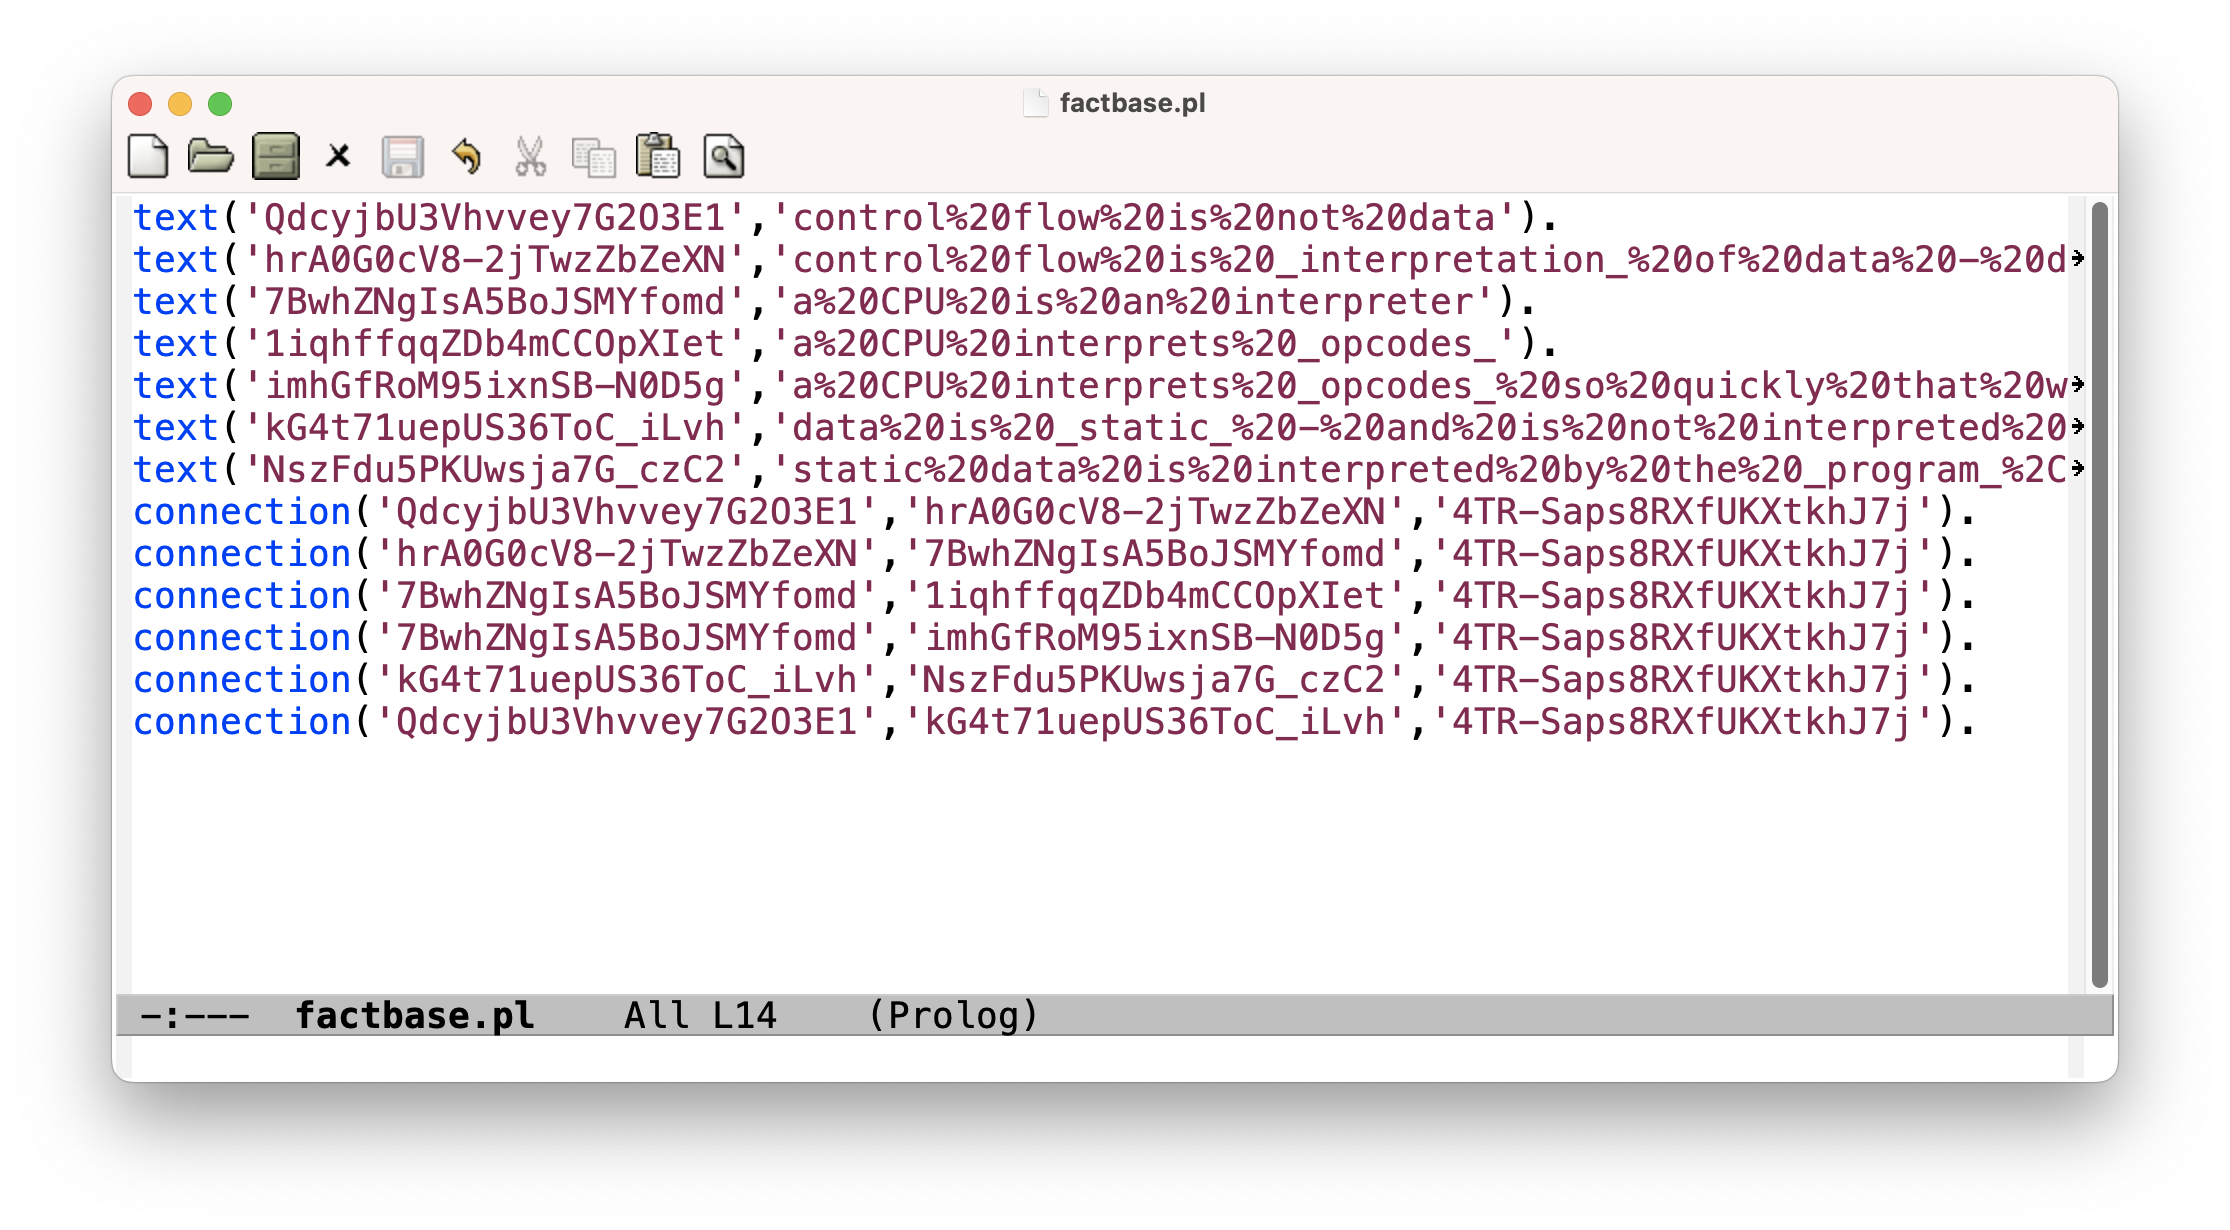 factbase.pl
text('QdcyjbU3Vhvvey7G2O3E1','control%20flow%20is%20not%20data').
text('hrA0G0cV8-2jTwzZbZeXN','control%20flow%20is%20_interpretation_%20of%20data%20-%20d
text('7BwhZNgIsA5BoJSMYfomd','a%20CPU%20is%20an%20interpreter').
text('1iqhffqqZDb4mCCOpXIet','a%20CPU%20interprets%20_opcodes_').
text('imhGfRoM95ixnSB-N0D5g','a%20CPU%20interprets%20_opcodes_%20so%20quickly%20that%20w
text('kG4t71uepUS36ToC_iLvh','data%20is%20_static_%20-%20and%20is%20not%20interpreted%20
text('NszFdu5PKUwsja7G_czC2','static%20data%20is%20interpreted%20by%20the%20_program_%2C
connection('QdcyjbU3Vhvvey7G2O3E1','hrA0G0cV8-2jTwzZbZeXN','4TR-Saps8RXfUKXtkhJ7j').
connection('hrA0G0cV8-2jTwzZbZeXN','7BwhZNgIsA5BoJSMYfomd','4TR-Saps8RXfUKXtkhJ7j').
connection('7BwhZNgIsA5BoJSMYfomd','1iqhffqqZDb4mCCOpXIet','4TR-Saps8RXfUKXtkhJ7j').
connection('7BwhZNgIsA5BoJSMYfomd','imhGfRoM95ixnSB-N0D5g','4TR-Saps8RXfUKXtkhJ7j').
connection('kG4t71uepUS36ToC_iLvh','NszFdu5PKUwsja7G_czC2','4TR-Saps8RXfUKXtkhJ7j').
connection('QdcyjbU3Vhvvey7G2O3E1','kG4t71uepUS36ToC_iLvh','4TR-Saps8RXfUKXtkhJ7j').
-:--- factbase.pl All L14 (Prolog)